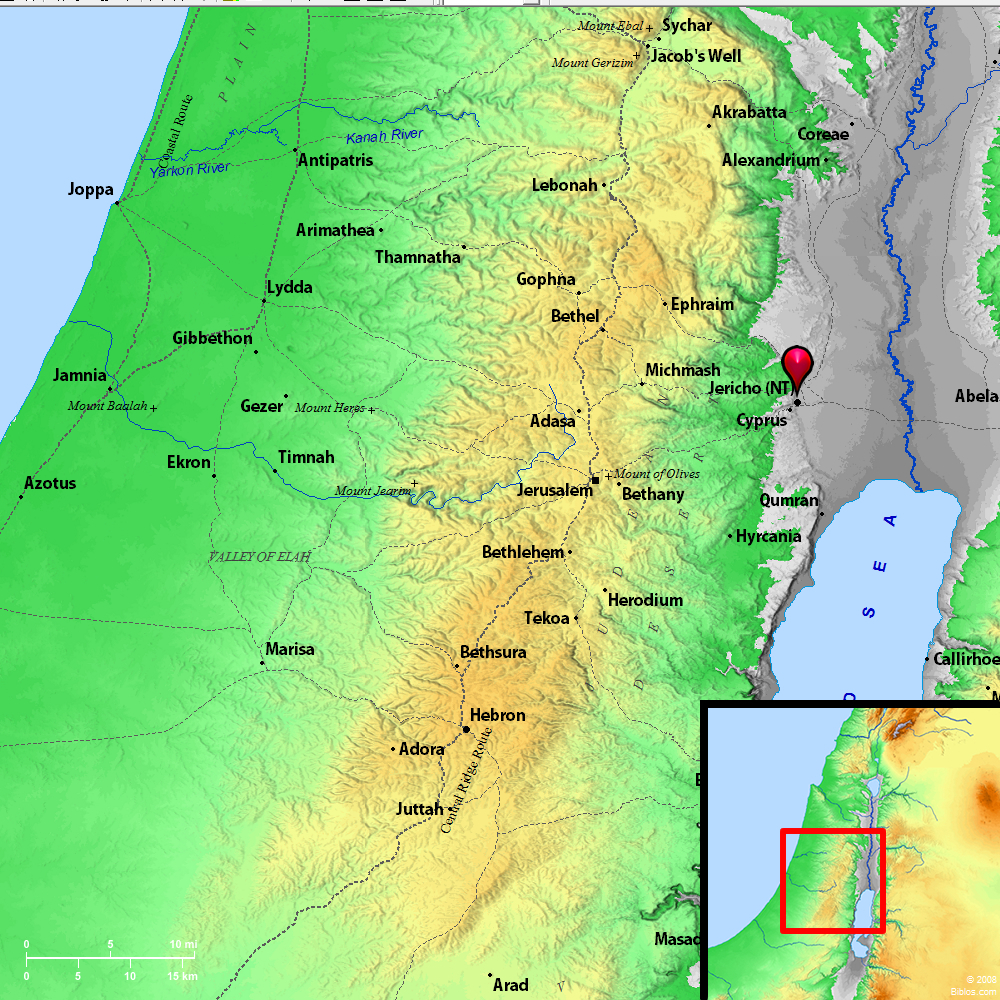 Mount Ebal
Sychar
Jacob's Well
Mount Gerizim
PLAIN
Coastal Route
Akrabatta
Coreae
Kanah River
Antipatris
Alexandrium
Yarkon River
Joppa
Lebonah
Arimathea
Thamnatha
Gophna
Lydda
Ephraim
Bethel
Gibbethon
Michmash
Jamnia
Jericho (NT)
Mount Baalah
Gezer
Mount Heres
Abela
Adasa
Cyprus
Ekron
Timnah
Mount of Olives
Azotus
Mount Jearim
Jerusalem
Bethany
Qumran
Hyrcania
Bethlehem
VALLEY OF ELAH
Herodium
Tekoa
JUDEAN
DESER
SEA
D
Marisa
Bethsura
Callirhoe
M
Hebron
Adora
Central Ridge Route
Juttah
E
Masad
Arad
V
0 5 10 mi
0 5 10 15 km
© 2008
Biblos.com